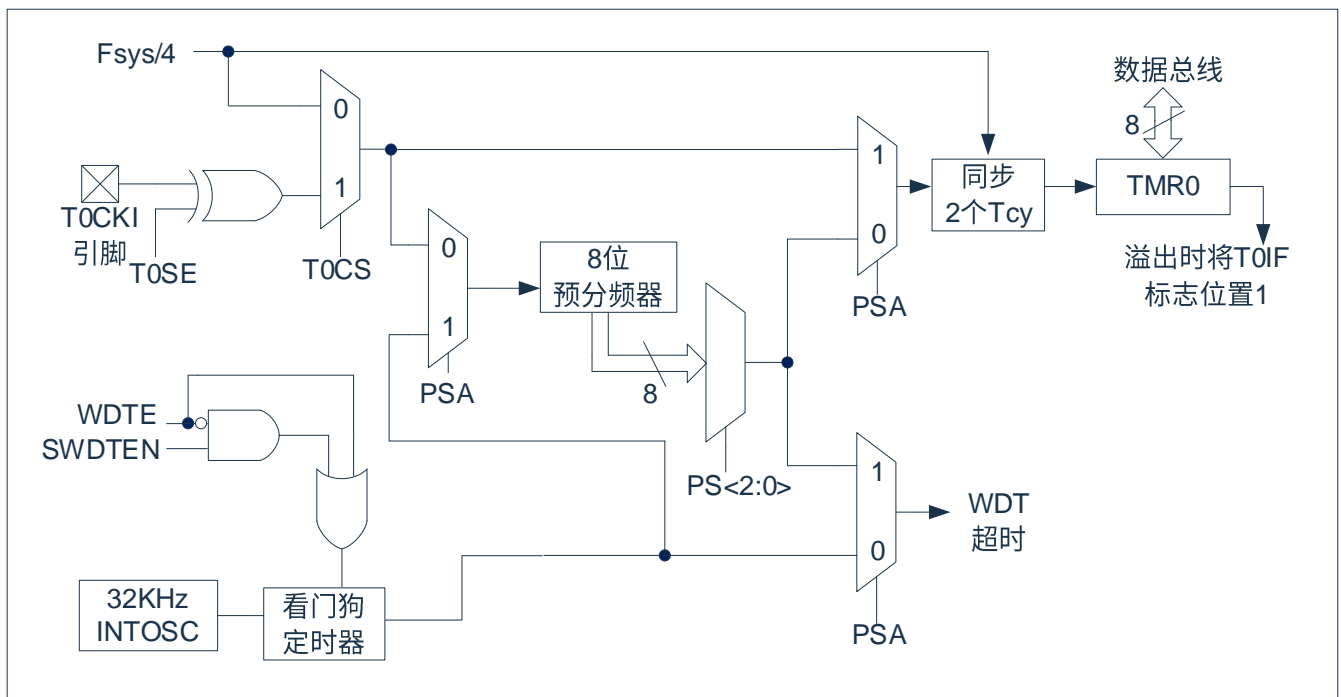 Fsys/4
0
1
T0CKI
引脚
T0SE
T0CS
0
1
PSA
8位
预分频器
8
PS<2:0>
1
0
PSA
同步
2个Tcy
数据总线
8
TMR0
溢出时将T0IF
标志位置1
WDTE
SWDTEN
32KHz
INTOSC
看门狗
定时器
1
0
PSA
WDT
超时